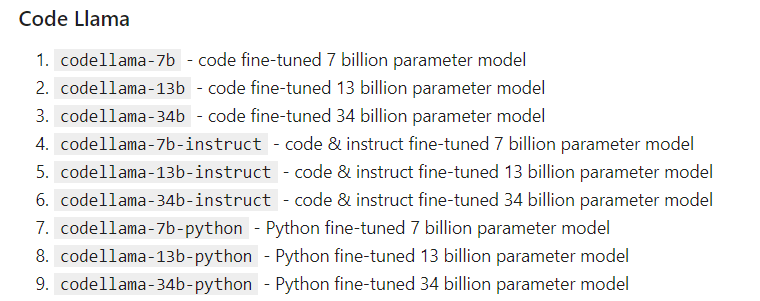 Code Llama
1. codellama-7b - code fine-tuned 7 billion parameter model
2. codellama-13b - code fine-tuned 13 billion parameter model
3. codellama-34b - code fine-tuned 34 billion parameter model
4. codellama-7b-instruct - code & instruct fine-tuned 7 billion parameter model
5. codellama-13b-instruct - code & instruct fine-tuned 13 billion parameter model
6. codellama-34b-instruct - code & instruct fine-tuned 34 billion parameter model
7. codellama-7b-python - Python fine-tuned 7 billion parameter model
8. codellama-13b-python - Python fine-tuned 13 billion parameter model
9. codellama-34b-python - Python fine-tuned 34 billion parameter model